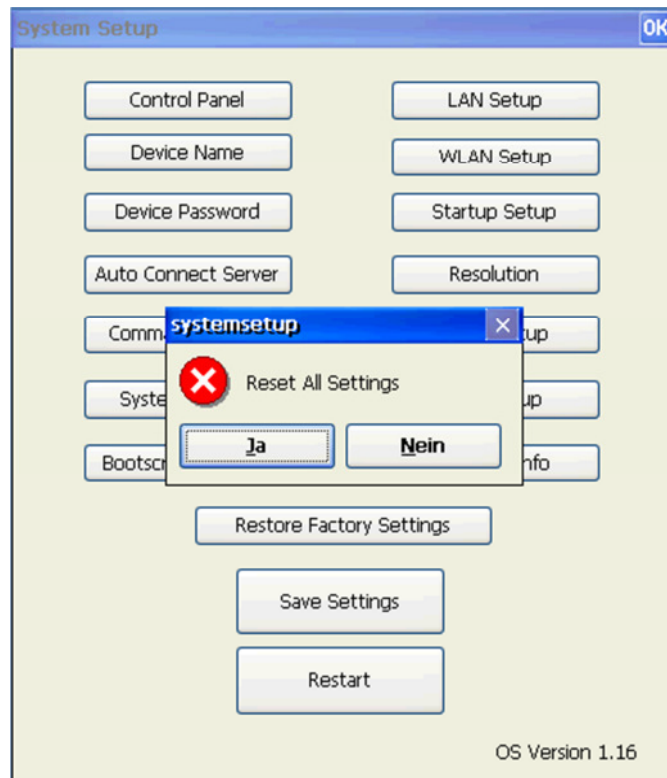 System Setup OK
Control Panel LAN Setup
Device Name WLAN Setup
Device Password Startup Setup
Auto Connect Server Resolution
systemsetup
Reset All Settings
Ja Nein
Restore Factory Settings
Save Settings
Restart
OS Version 1.16